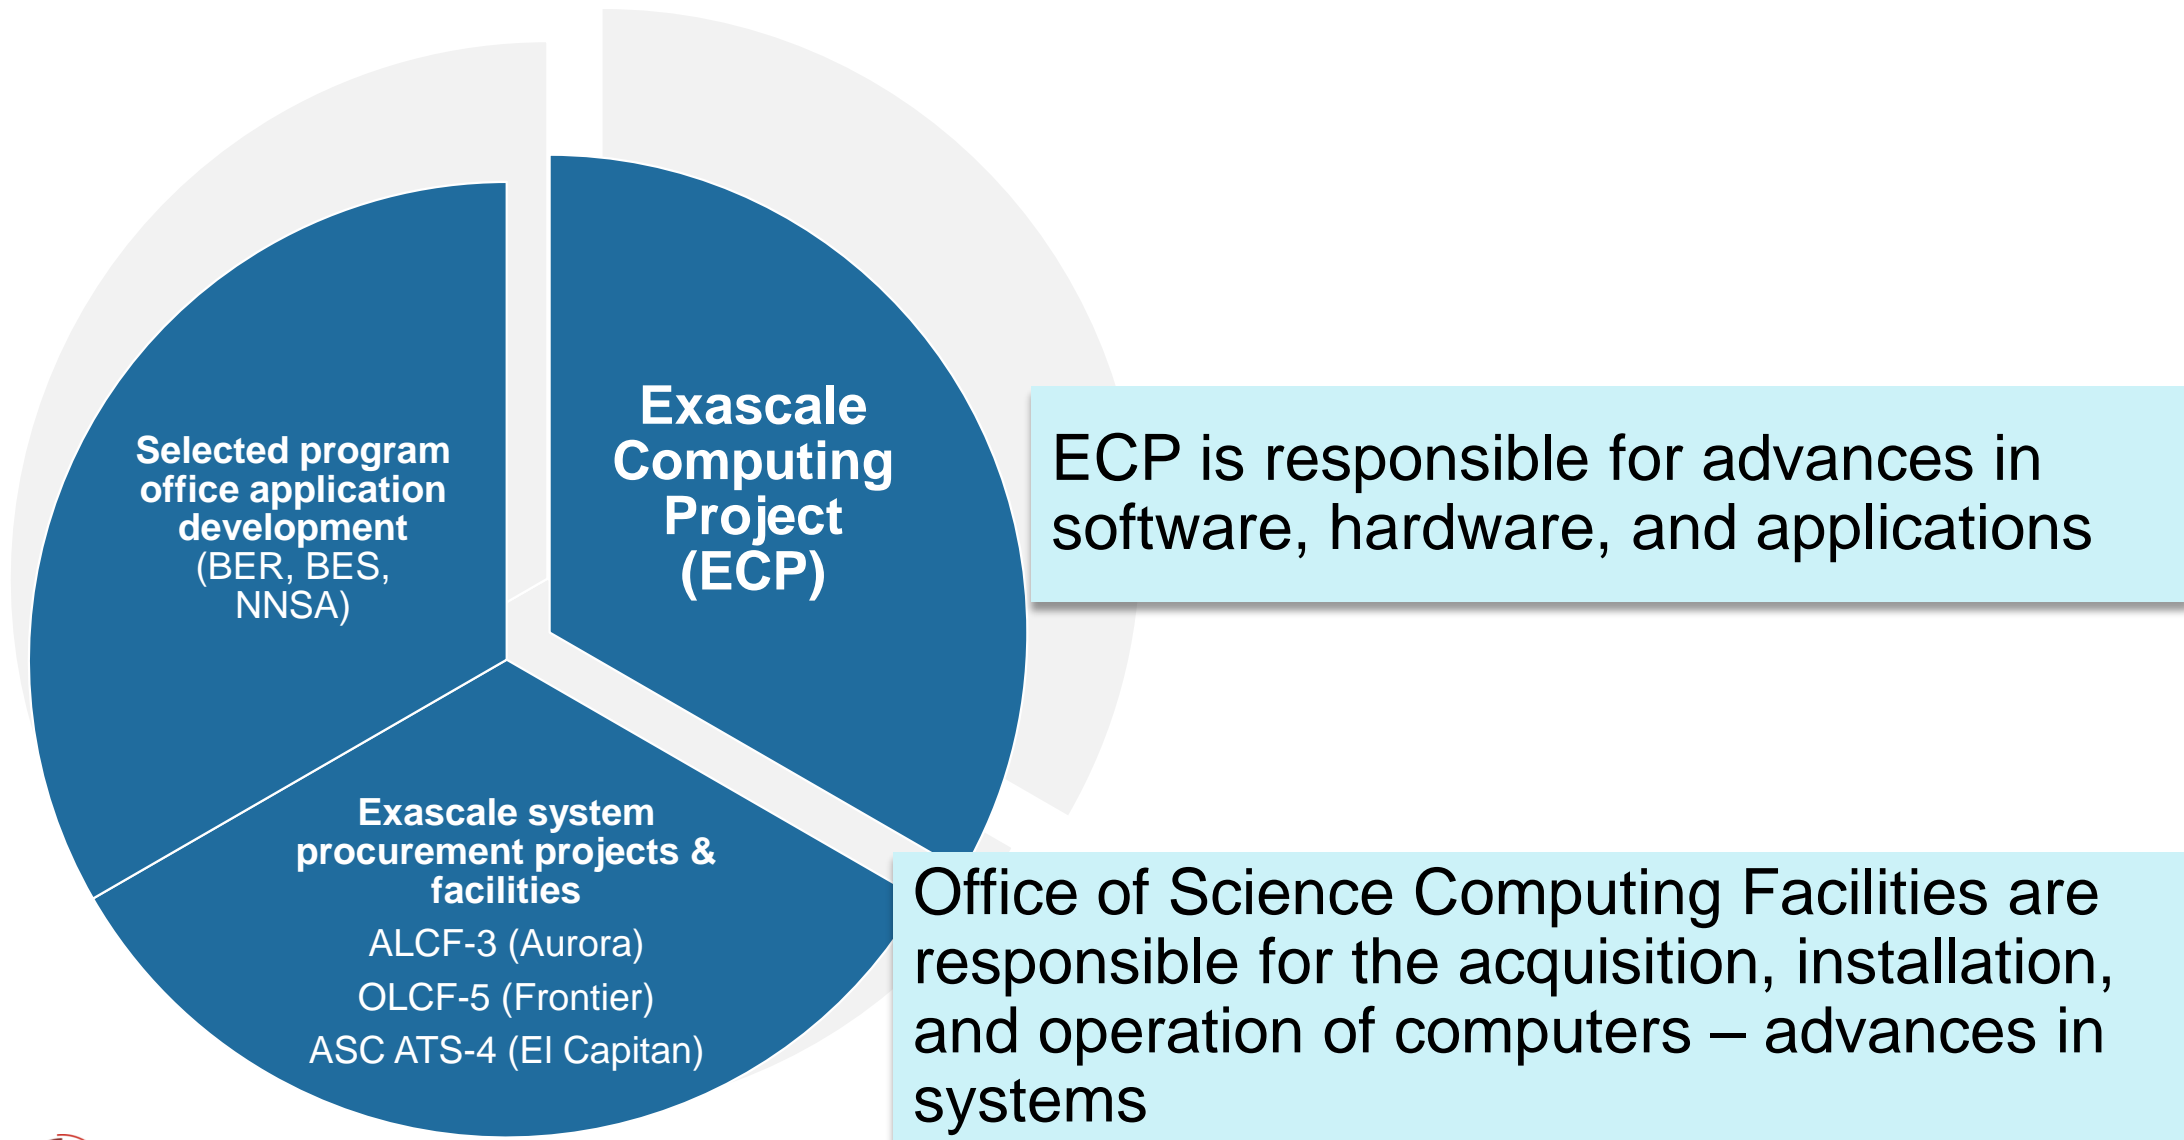 Selected program
office application
development
(BER, BES,
NNSA)
Exascale
Computing
Project
(ECP)
ECP is responsible for advances in
software, hardware, and applications
Exascale system
procurement projects &
facilities
ALCF-3 (Aurora)
OLCF-5 (Frontier)
ASC ATS-4 (El Capitan)
Office of Science Computing Facilities are
responsible for the acquisition, installation,
and operation of computers – advances in
systems